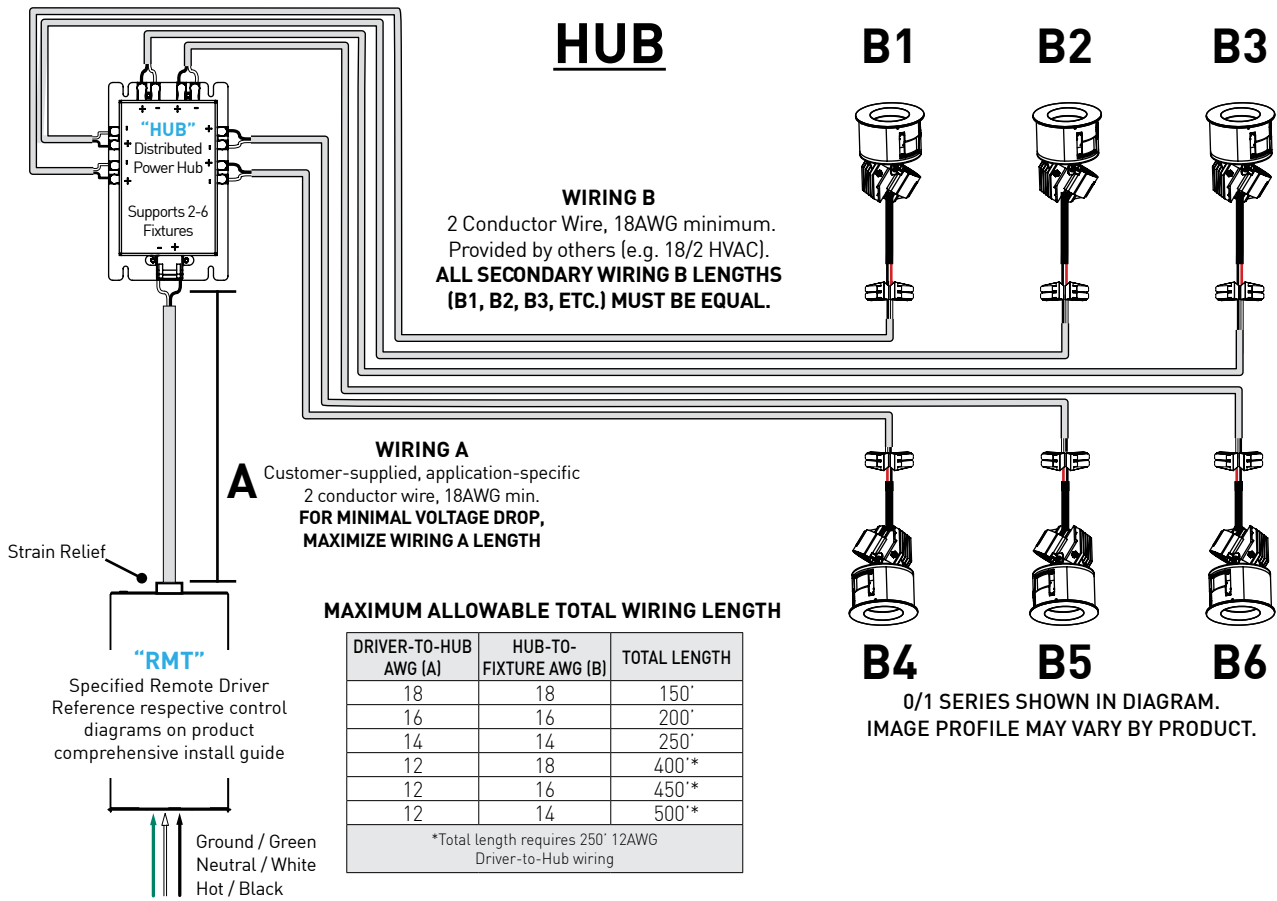 HUB
B1
B2
B3
+ - + -
"HUB"
Distributed
Power Hub
Supports 2-6
Fixtures
- +
- +
- +
+ -
+ -
WIRING B
2 Conductor Wire, 18AWG minimum.
Provided by others (e.g. 18/2 HVAC).
ALL SECONDARY WIRING B LENGTHS
(B1, B2, B3, ETC.) MUST BE EQUAL.
A
WIRING A
Customer-supplied, application-specific
2 conductor wire, 18AWG min.
FOR MINIMAL VOLTAGE DROP,
MAXIMIZE WIRING A LENGTH
Strain Relief
"RMT"
Specified Remote Driver
Reference respective control
diagrams on product
comprehensive install guide
Ground / Green
Neutral / White
Hot / Black
MAXIMUM ALLOWABLE TOTAL WIRING LENGTH
DRIVER-TO-HUB AWG (A) HUB-TO-FIXTURE AWG (B) TOTAL LENGTH
18 18 150'
16 16 200'
14 14 250'
12 18 400'*
12 16 450'*
12 14 500'*
*Total length requires 250' 12AWG
Driver-to-Hub wiring
B4
B5
B6
0/1 SERIES SHOWN IN DIAGRAM.
IMAGE PROFILE MAY VARY BY PRODUCT.